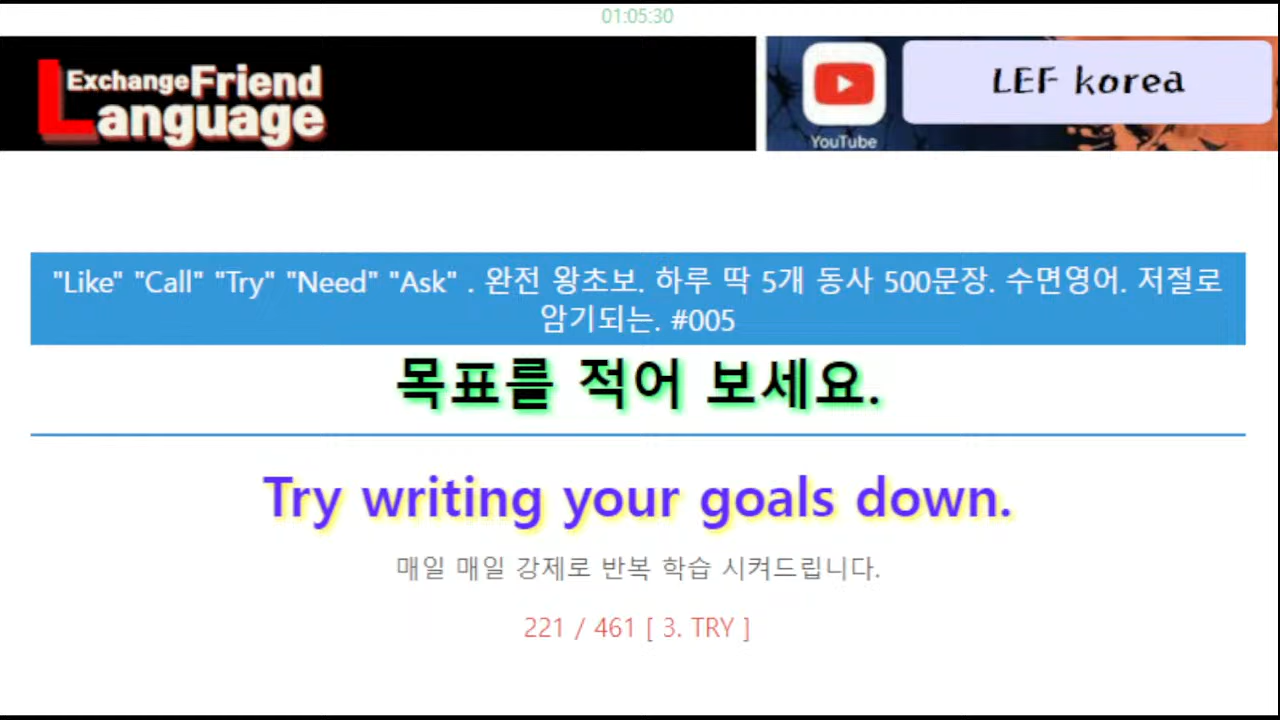 01:05:30
ExchangeFriend
Language
LEF korea
YouTube
"Like" "Call" "Try" "Need" "Ask" . 완전 왕초보. 하루 딱 5개 동사 500문장. 수면영어. 저절로
암기되는. #005
목표를 적어 보세요.
Try writing your goals down.
매일 매일 강제로 반복 학습 시켜드립니다.
221 / 461 [ 3. TRY ]